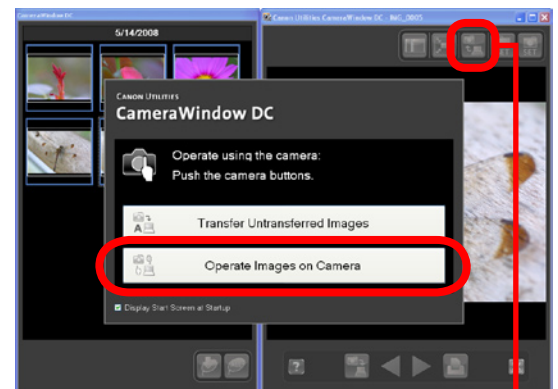 CameraWindow DC
Canon Utilities CameraWindow DC - IMG_0005
5/14/2008
SET
CANON UTILITIES
CameraWindow DC
Operate using the camera:
Push the camera buttons.
A
Transfer Untransferred Images
Operate Images on Camera
Display Start Screen at Startup
?